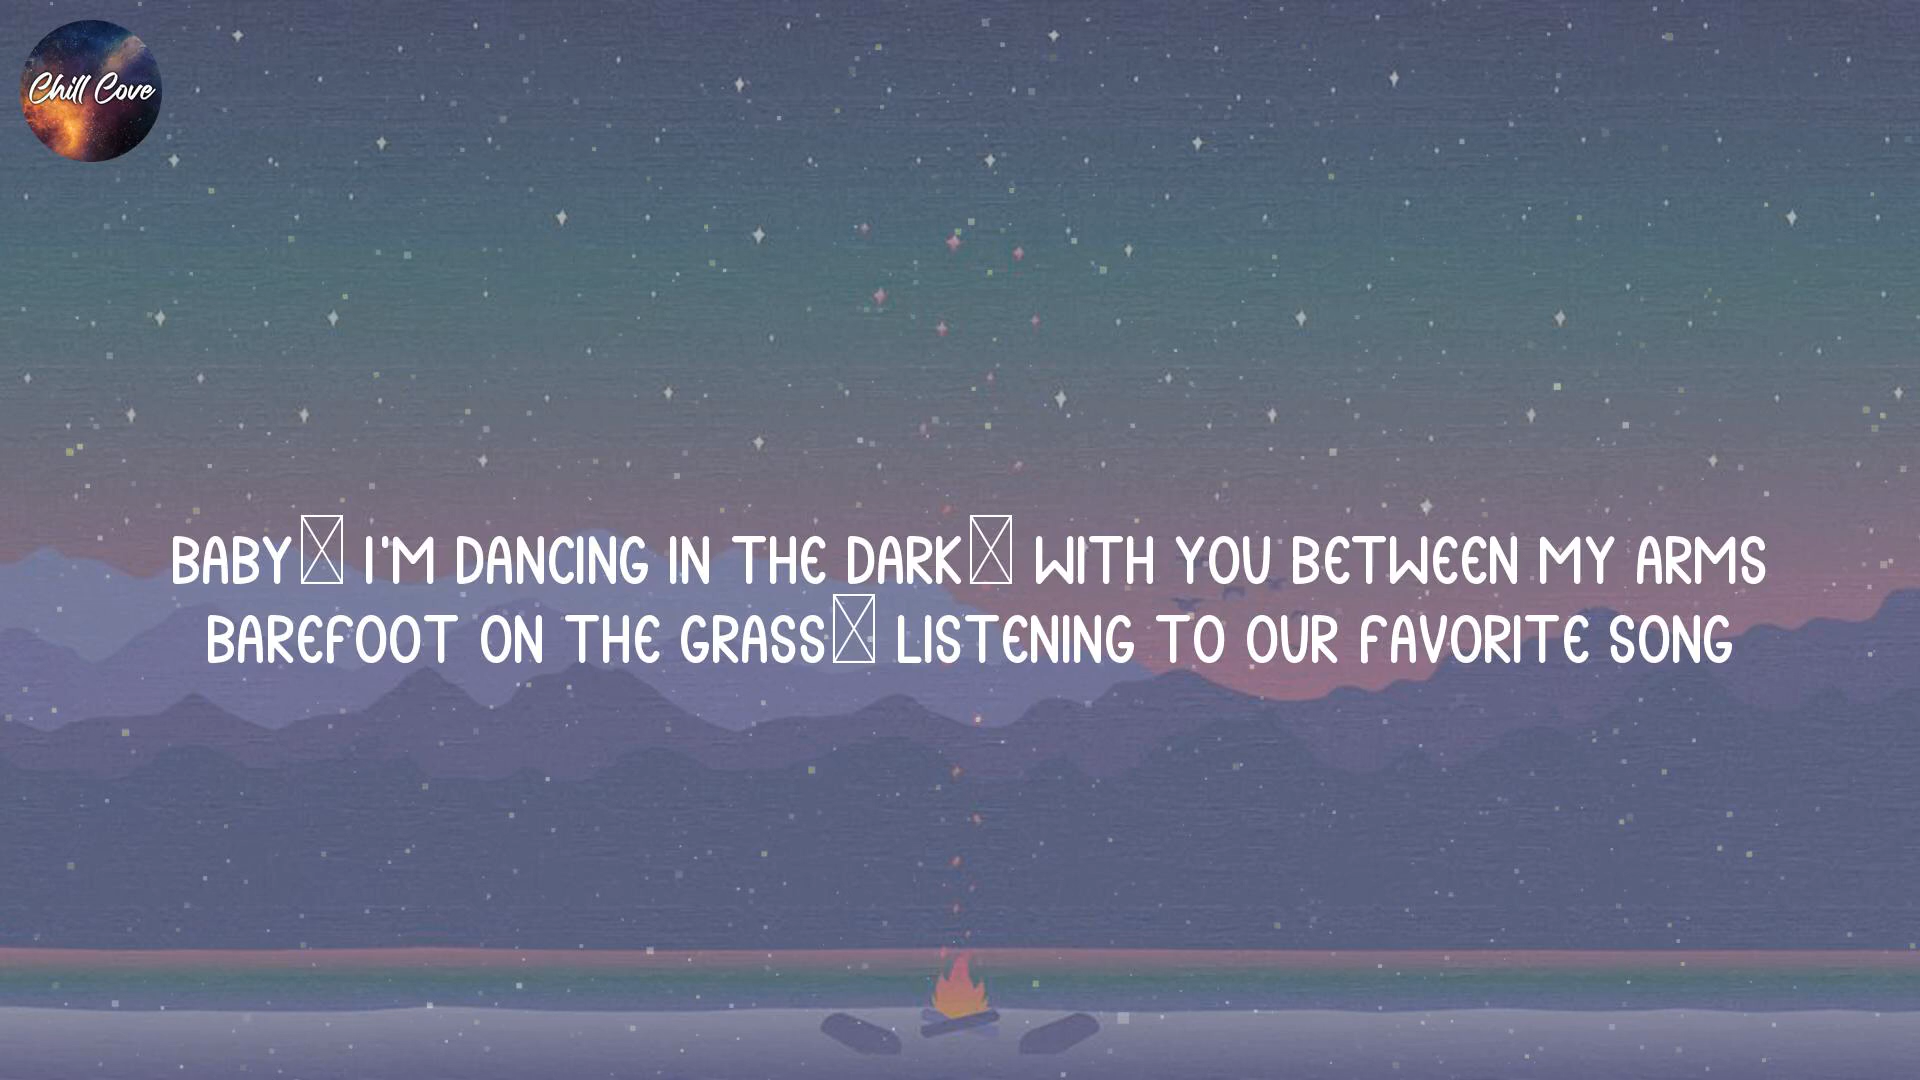 Chill Cove
BABY☒ I'M DANCING IN THE DARK☒ WITH YOU BETWEEN MY ARMS
BAREFOOT ON THE GRASS☒ LISTENING TO OUR FAVORITE SONG